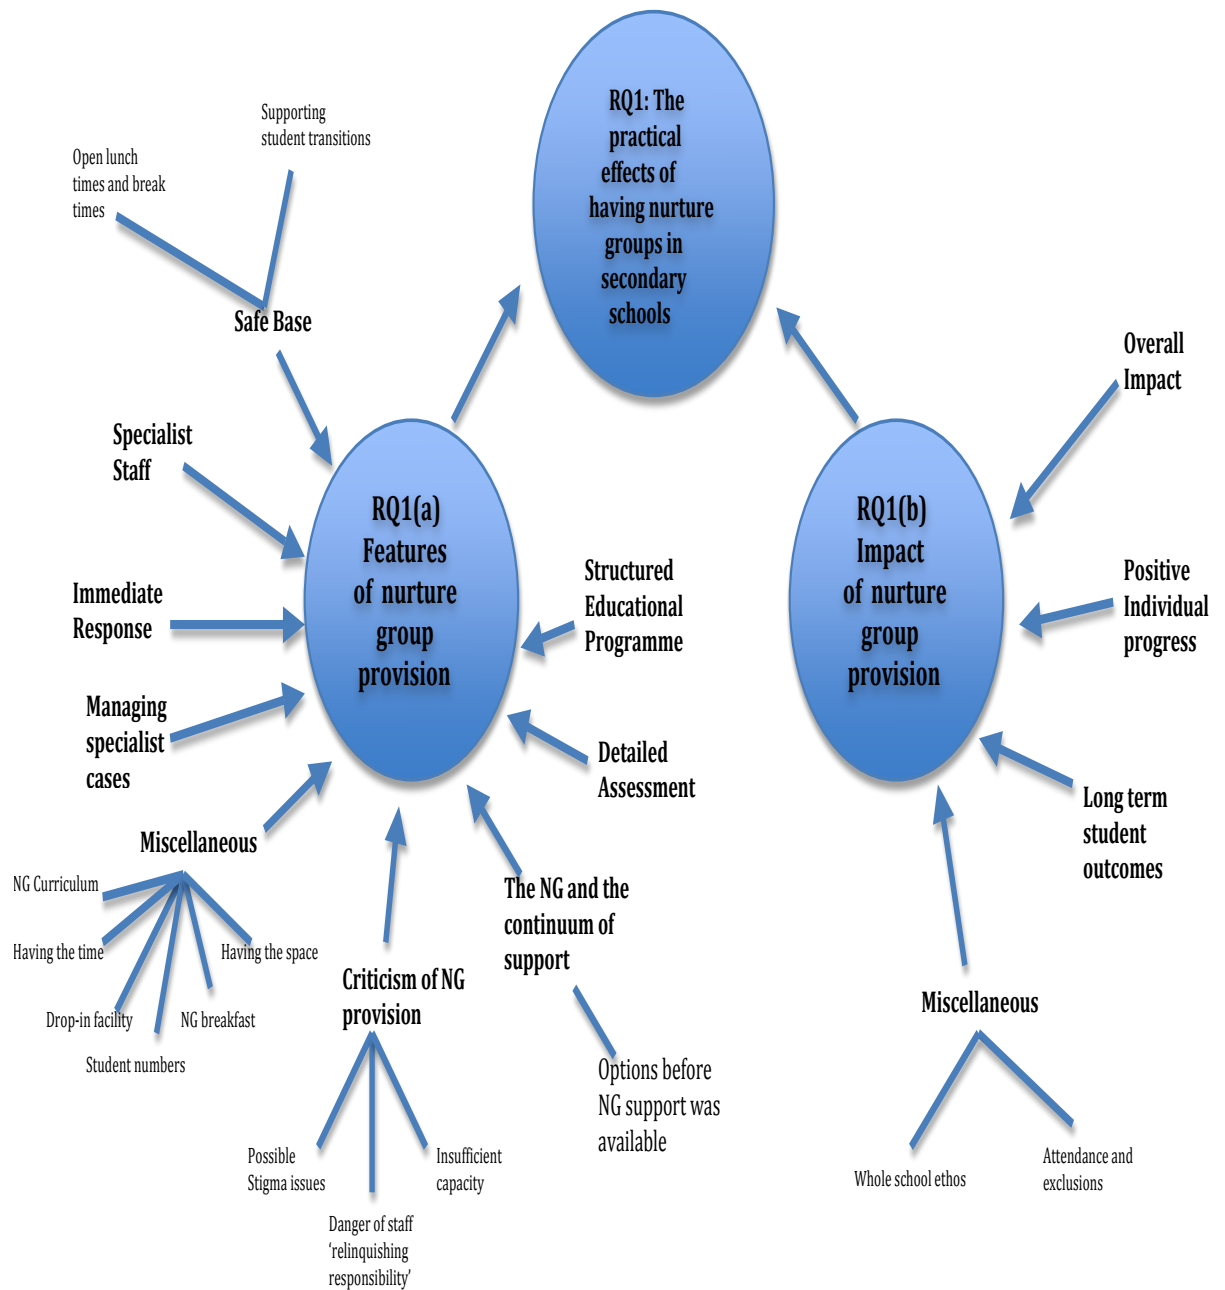 RQ1: The
practical
effects of
having nurture
groups in
secondary
schools
Supporting
student transitions
Open lunch
times and break
times
Safe Base
Specialist
Staff
Immediate
Response
Managing
specialist
cases
Miscellaneous
NG Curriculum
Having the time
Drop-in facility
Student numbers
NG breakfast
Having the space
RQ1(a)
Features
of nurture
group
provision
Structured
Educational
Programme
Detailed
Assessment
The NG and the
continuum of
support
Options before
NG support was
available
Criticism of NG
provision
Possible
Stigma issues
Danger of staff
‘relinquishing
responsibility’
Insufficient
capacity
RQ1(b)
Impact
of nurture
group
provision
Overall
Impact
Positive
Individual
progress
Long term
student
outcomes
Miscellaneous
Whole school ethos
Attendance and
exclusions